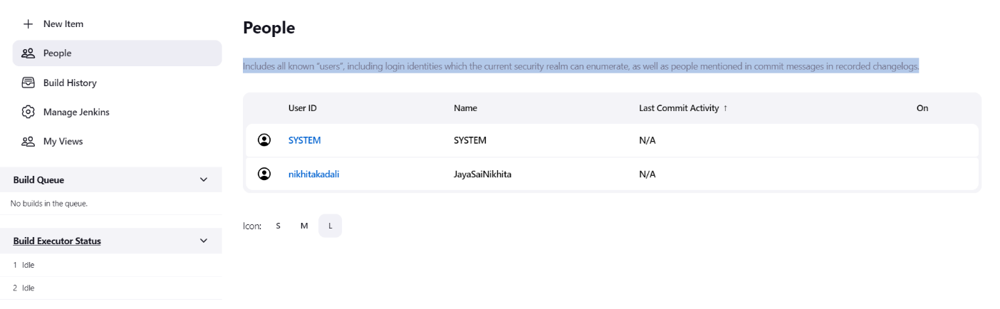 New Item
People
Build History
Manage Jenkins
My Views
Build Queue
No builds in the queue.
Build Executor Status
1 Idle
2 Idle
People
Includes all known “users”, including login identities which the current security realm can enumerate, as well as people mentioned in commit messages in recorded changelogs.
User ID Name Last Commit Activity ↑ On
SYSTEM SYSTEM N/A
nikhitakadali JayaSaiNikhita N/A
Icon: S M L